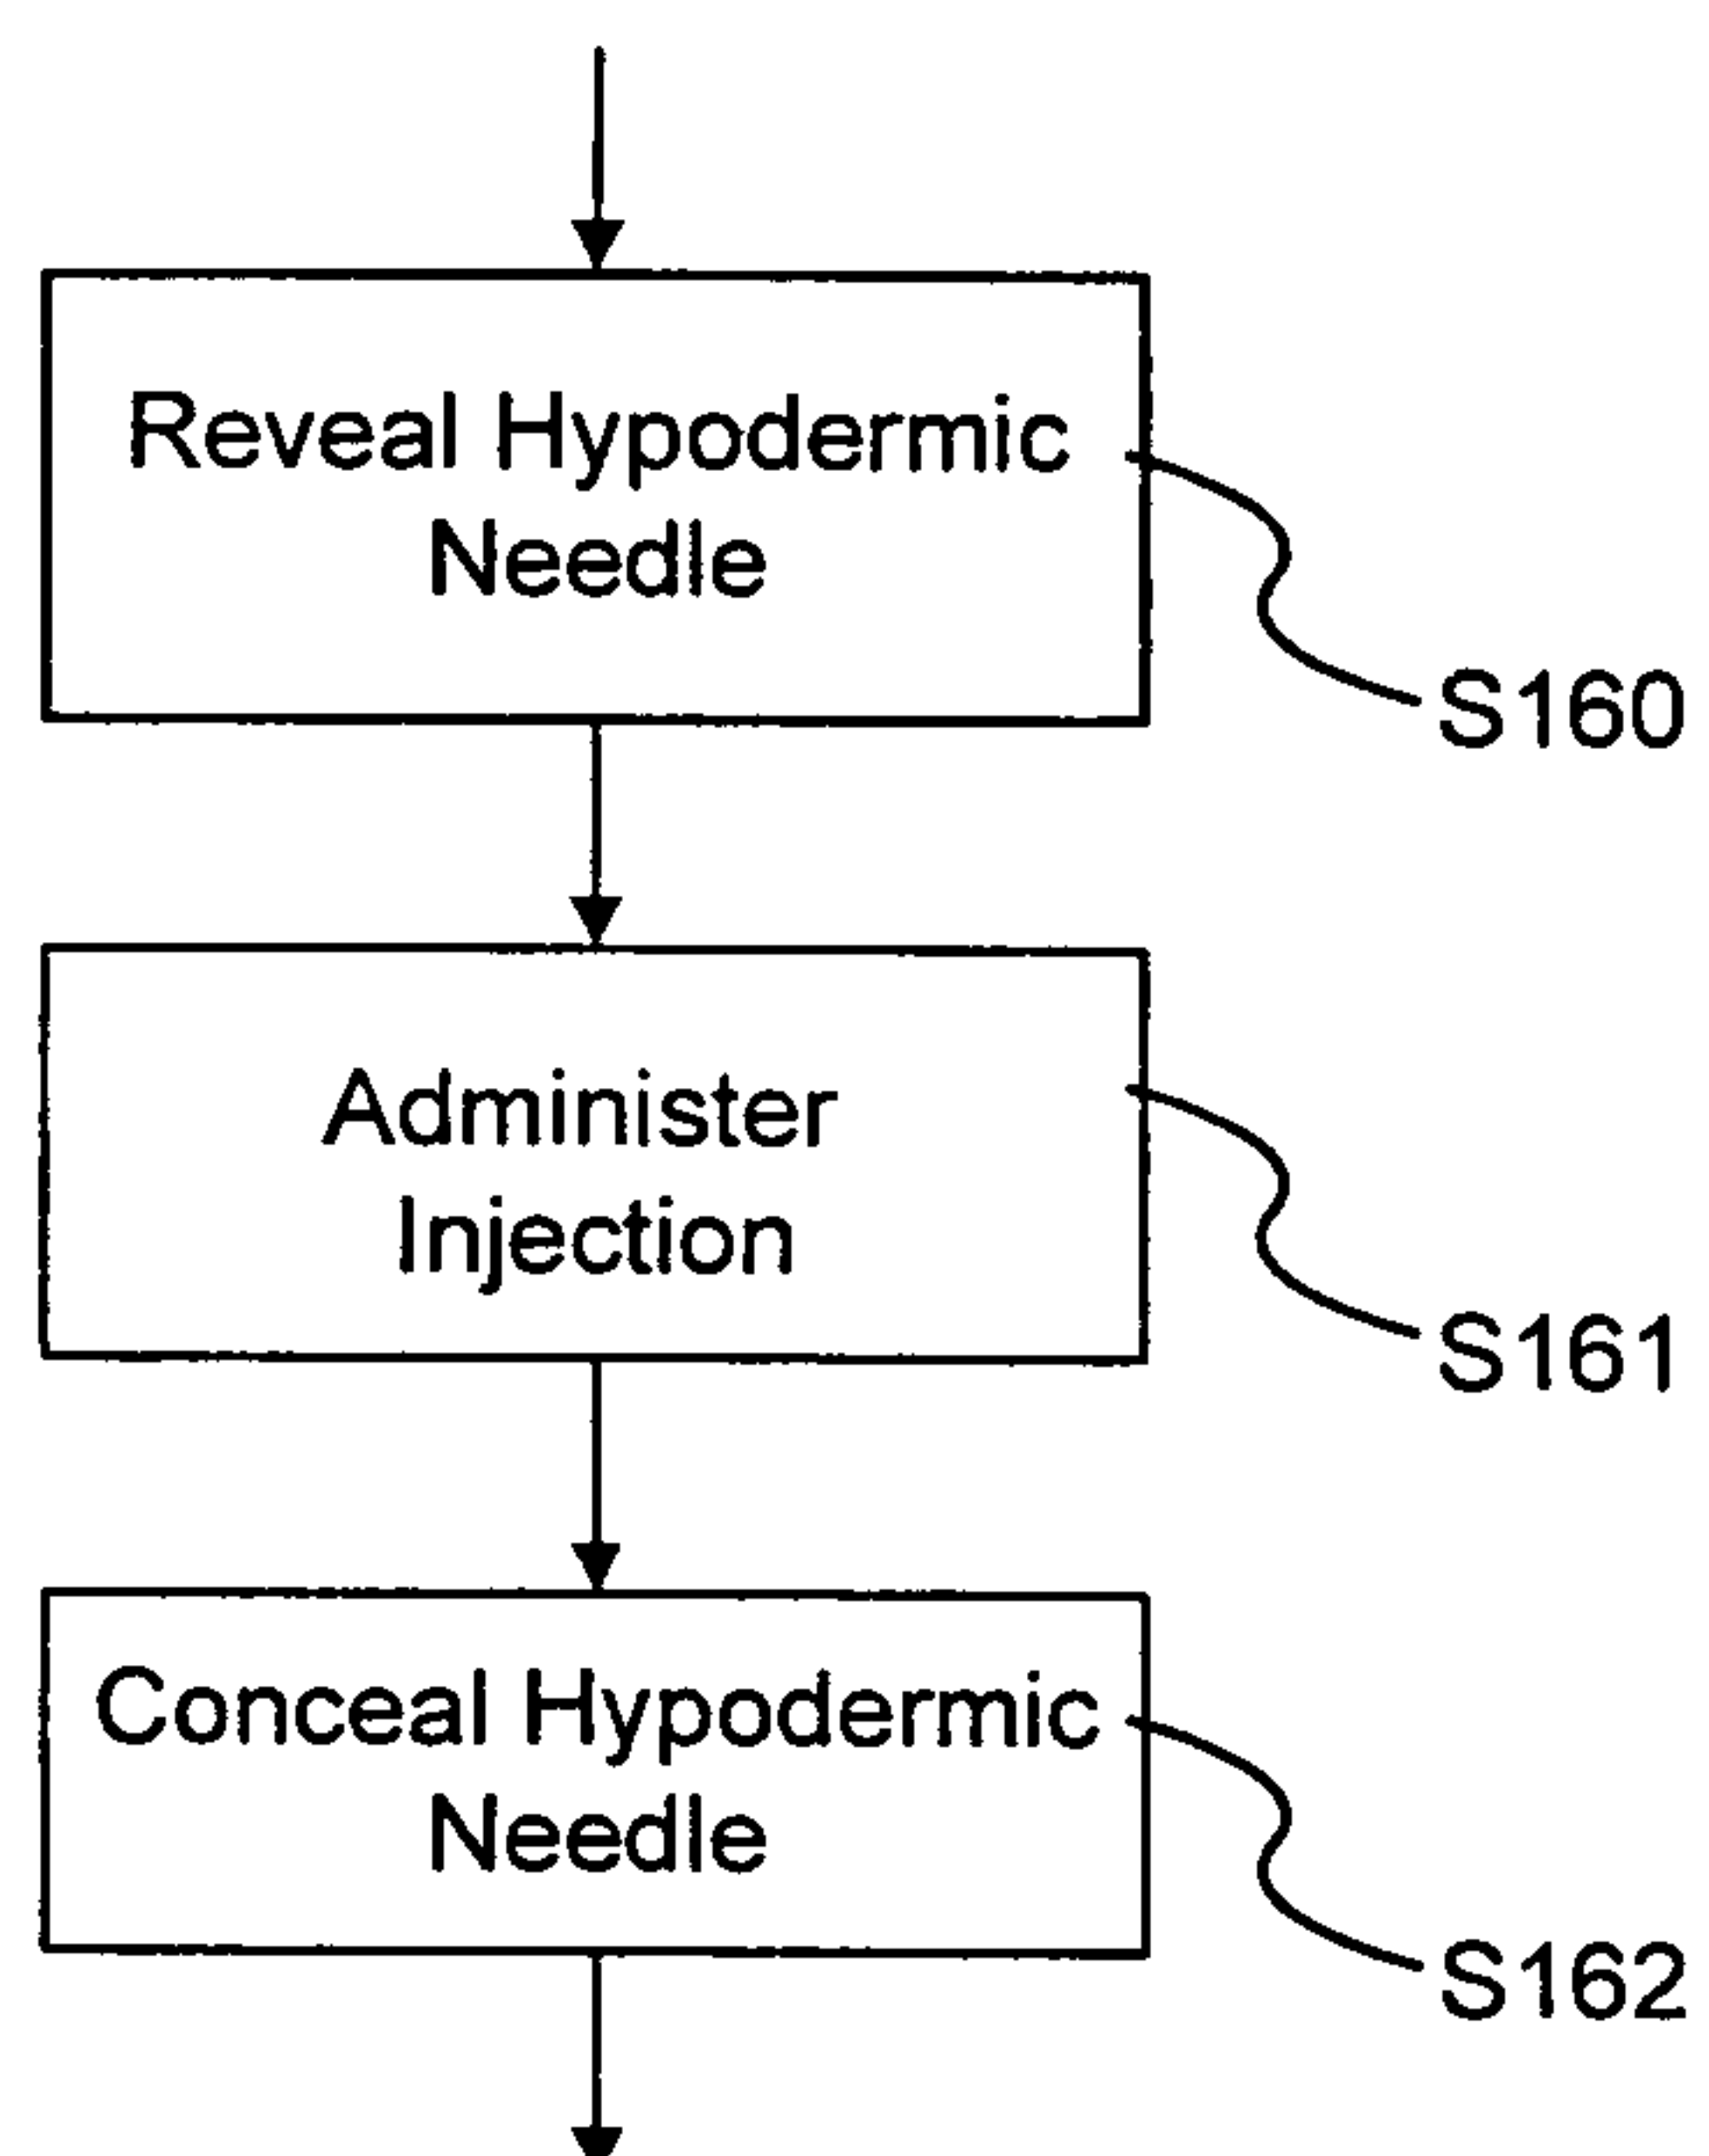 Reveal Hypodermic
Needle
S160
Administer
Injection
S161
Conceal Hypodermic
Needle
S162